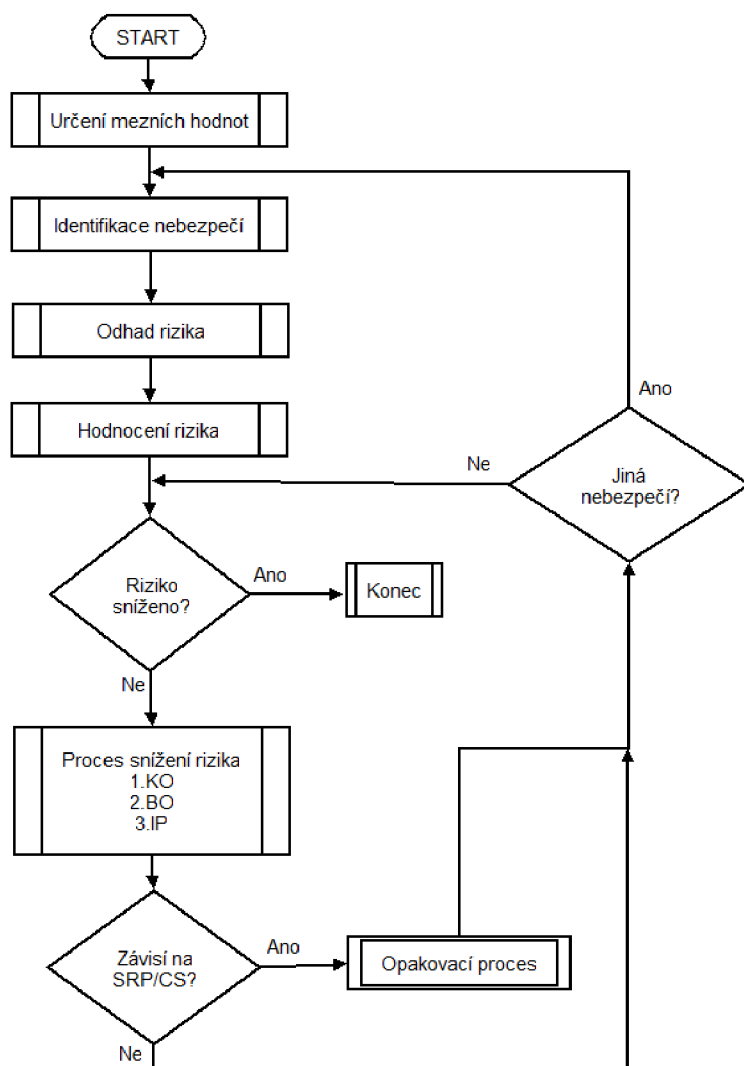 START
Určení mezních hodnot
Identifikace nebezpečí
Odhad rizika
Ano
Hodnocení rizika
Ne
Jiná
nebezpečí?
Riziko
sníženo?
Ano
Konec
Ne
Proces snížení rizika
1.KO
2.BO
3.IP
Závisí na
SRP/CS?
Ano
Opakovací proces
Ne